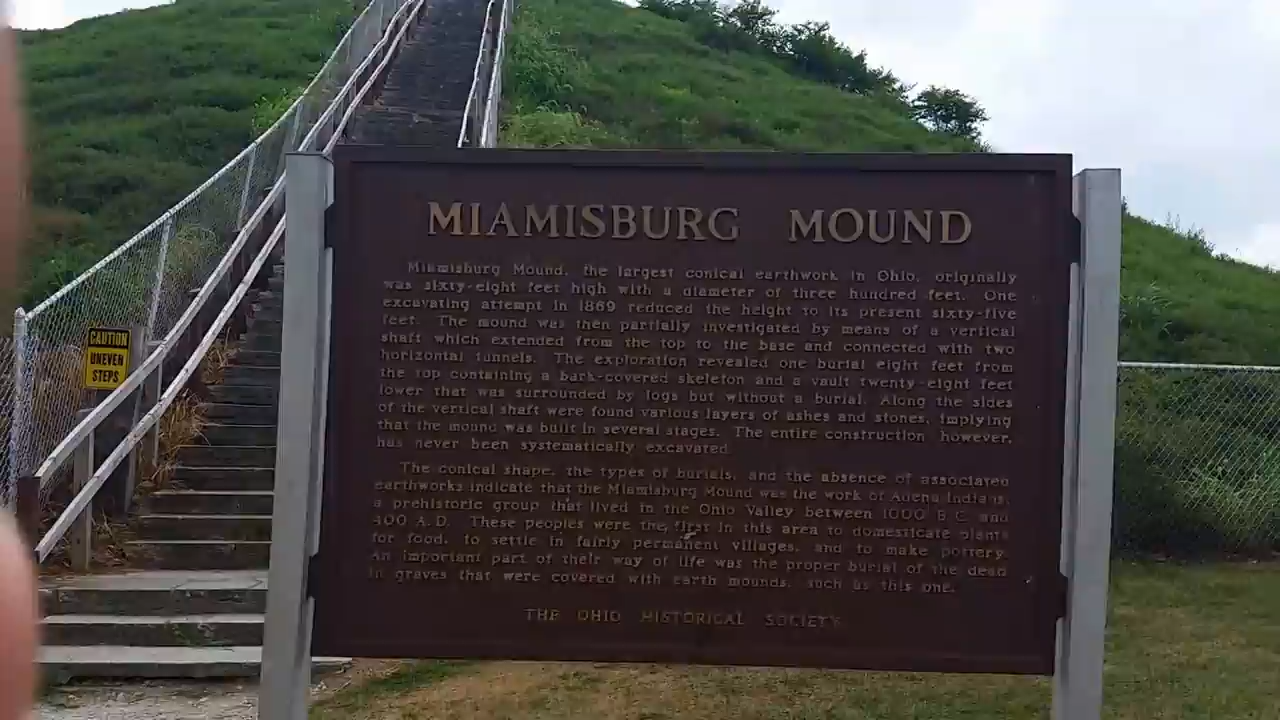 CAUTION
UNEVEN
STEPS
MIAMISBURG MOUND
Miamisburg Mound, the largest conical earthwork in Ohio, originally
was sixty-eight feet high with a diameter of three hundred feet. One
excavating attempt in 1869 reduced the height to its present sixty-five
feet. The mound was then partially investigated by means of a vertical
shaft which extended from the top to the base and connected with two
horizontal tunnels. The exploration revealed one burial eight feet from
the top containing a bark-covered skeleton and a vault twenty-eight feet
lower that was surrounded by logs but without a burial. Along the sides
of the vertical shaft were found various layers of ashes and stones, implying
that the mound was built in several stages. The entire construction however,
has never been systematically excavated.
The conical shape, the types of burials, and the absence of associated
earthworks indicate that the Miamisburg Mound was the work of Adena Indians,
a prehistoric group that lived in the Ohio Valley between 1000 B.C. and
300 A.D. These peoples were the first in this area to domesticate plants
for food, to settle in fairly permanent villages, and to make pottery.
An important part of their way of life was the proper burial of the dead
in graves that were covered with earth mounds, such as this one.
THE OHIO HISTORICAL SOCIETY